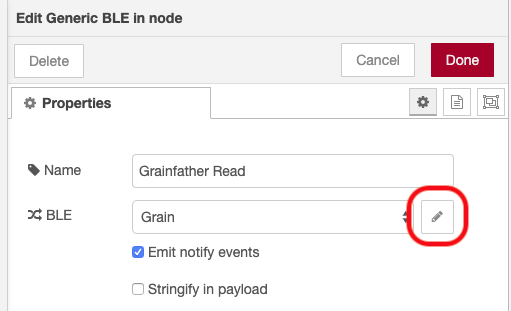 Edit Generic BLE in node
Delete
Cancel
Done
Properties
Name
Grainfather Read
BLE
Grain
Emit notify events
Stringify in payload